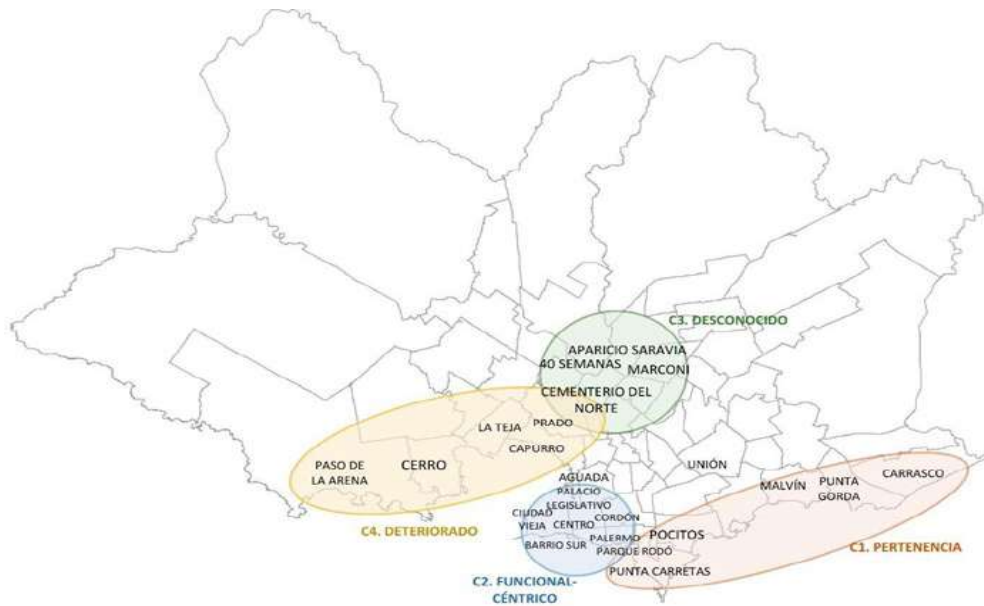 C3. DESCONOCIDO
APARICIO SARAVIA
40 SEMANAS
MARCONI
CEMENTERIO DEL
NORTE
LA TEJA
PRADO
CAPURRO
CERRO
PASO DE
LA ARENA
C4. DETERIORADO
UNIÓN
MALVÍN
PUNTA
GORDA
CARRASCO
AGUADA
PALACIO
LEGISLATIVO
CIUDAD
VIEJA
CENTRO
CORDÓN
PALERMO
BARRIO SUR
PARQUE RODÓ
POCITOS
PUNTA CARRETAS
C1. PERTENENCIA
C2. FUNCIONAL-
CÉNTRICO